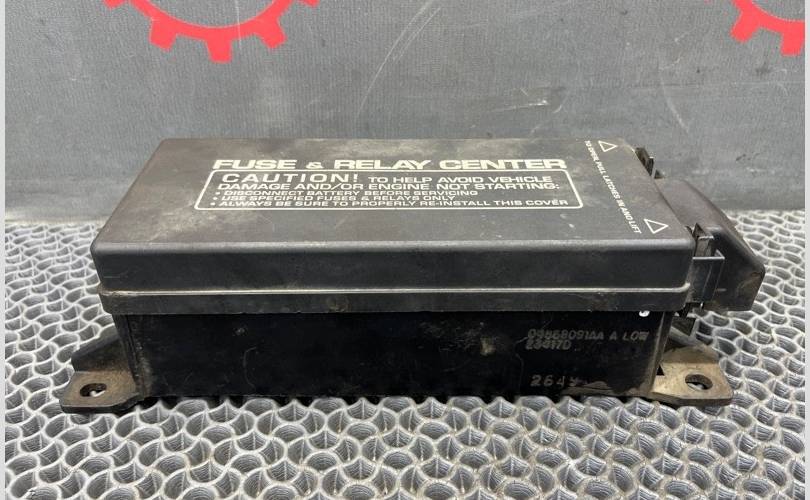 FUSE & RELAY CENTER
CAUTION! TO HELP AVOID VEHICLE
DAMAGE AND/OR ENGINE NOT STARTING:
• DISCONNECT BATTERY BEFORE SERVICING
• USE SPECIFIED FUSES & RELAYS ONLY
• ALWAYS BE SURE TO PROPERLY RE-INSTALL THIS COVER
TO OPEN, PULL LATCHES IN AND LIFT
A LOW